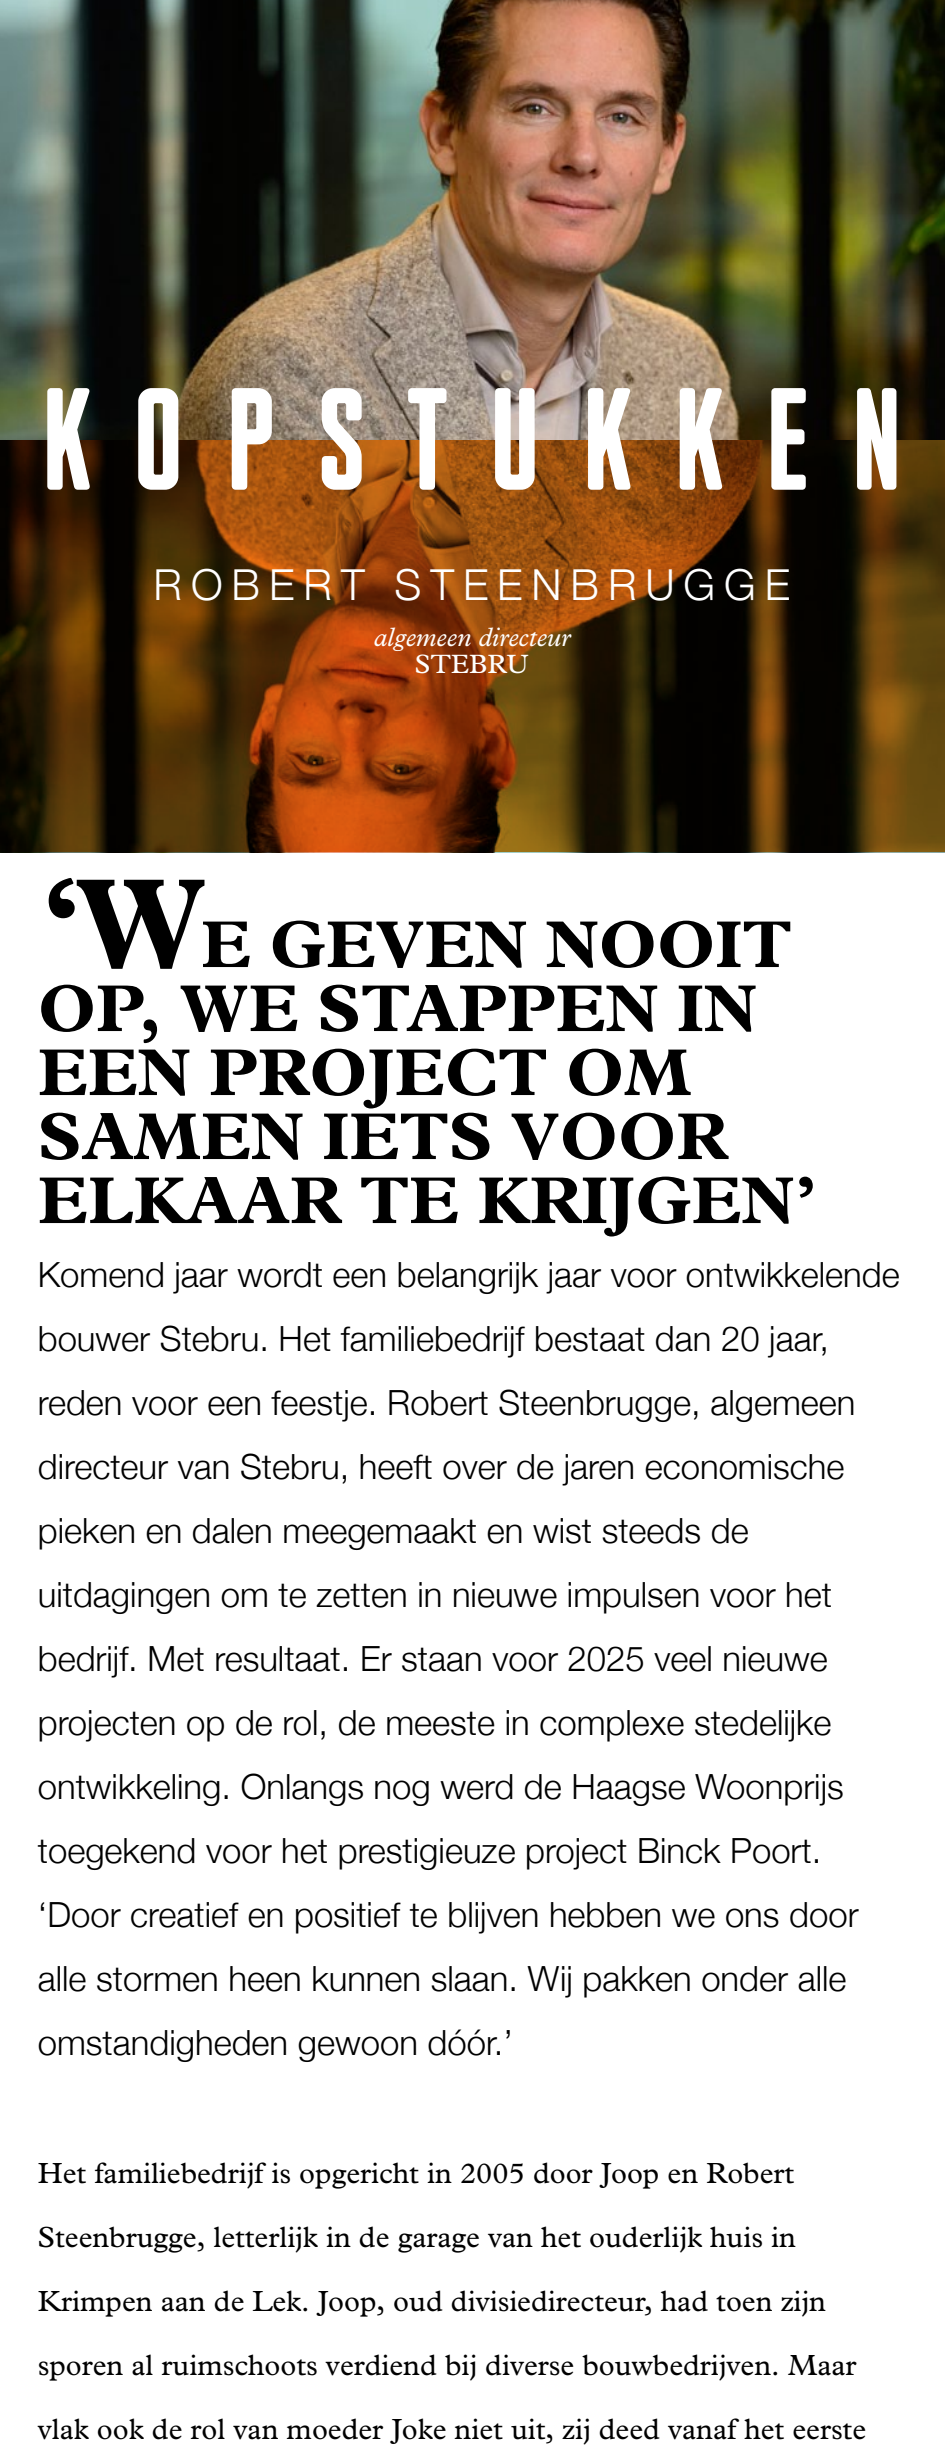 KOPSTUKKEN
ROBERT STEENBRUGGE
algemeen directeur
STEBRU
‘WE GEVEN NOOIT
OP, WE STAPPEN IN
EEN PROJECT OM
SAMEN IETS VOOR
ELKAAR TE KRIJGEN’
Komend jaar wordt een belangrijk jaar voor ontwikkelende
bouwer Stebru. Het familiebedrijf bestaat dan 20 jaar,
reden voor een feestje. Robert Steenbrugge, algemeen
directeur van Stebru, heeft over de jaren economische
pieken en dalen meegemaakt en wist steeds de
uitdagingen om te zetten in nieuwe impulsen voor het
bedrijf. Met resultaat. Er staan voor 2025 veel nieuwe
projecten op de rol, de meeste in complexe stedelijke
ontwikkeling. Onlangs nog werd de Haagse Woonprijs
toegekend voor het prestigieuze project Binck Poort.
‘Door creatief en positief te blijven hebben we ons door
alle stormen heen kunnen slaan. Wij pakken onder alle
omstandigheden gewoon dóór.’
Het familiebedrijf is opgericht in 2005 door Joop en Robert
Steenbrugge, letterlijk in de garage van het ouderlijk huis in
Krimpen aan de Lek. Joop, oud divisiedirecteur, had toen zijn
sporen al ruimschoots verdiend bij diverse bouwbedrijven. Maar
vlak ook de rol van moeder Joke niet uit, zij deed vanaf het eerste